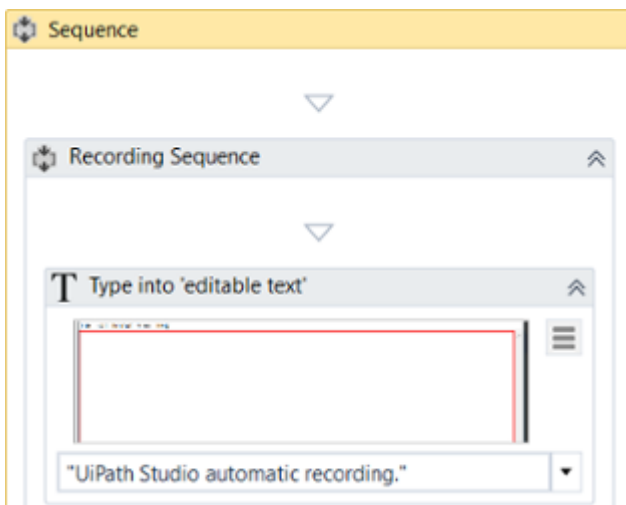 Sequence
Recording Sequence
T Type into 'editable text'
"UiPath Studio automatic recording."